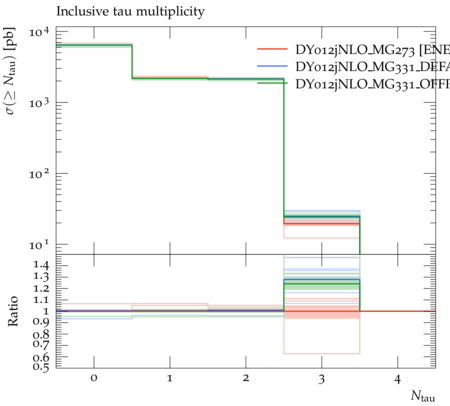 Inclusive tau multiplicity
σ(≥ N_tau) [pb]
10^4
10^3
10^2
10^1
DY012jNLO_MG273 [ENE
DY012jNLO_MG331_DEFA
DY012jNLO_MG331_OFFI
Ratio
1.4
1.3
1.2
1.1
1
0.9
0.8
0.7
0.6
0.5
0 1 2 3 4
N_tau